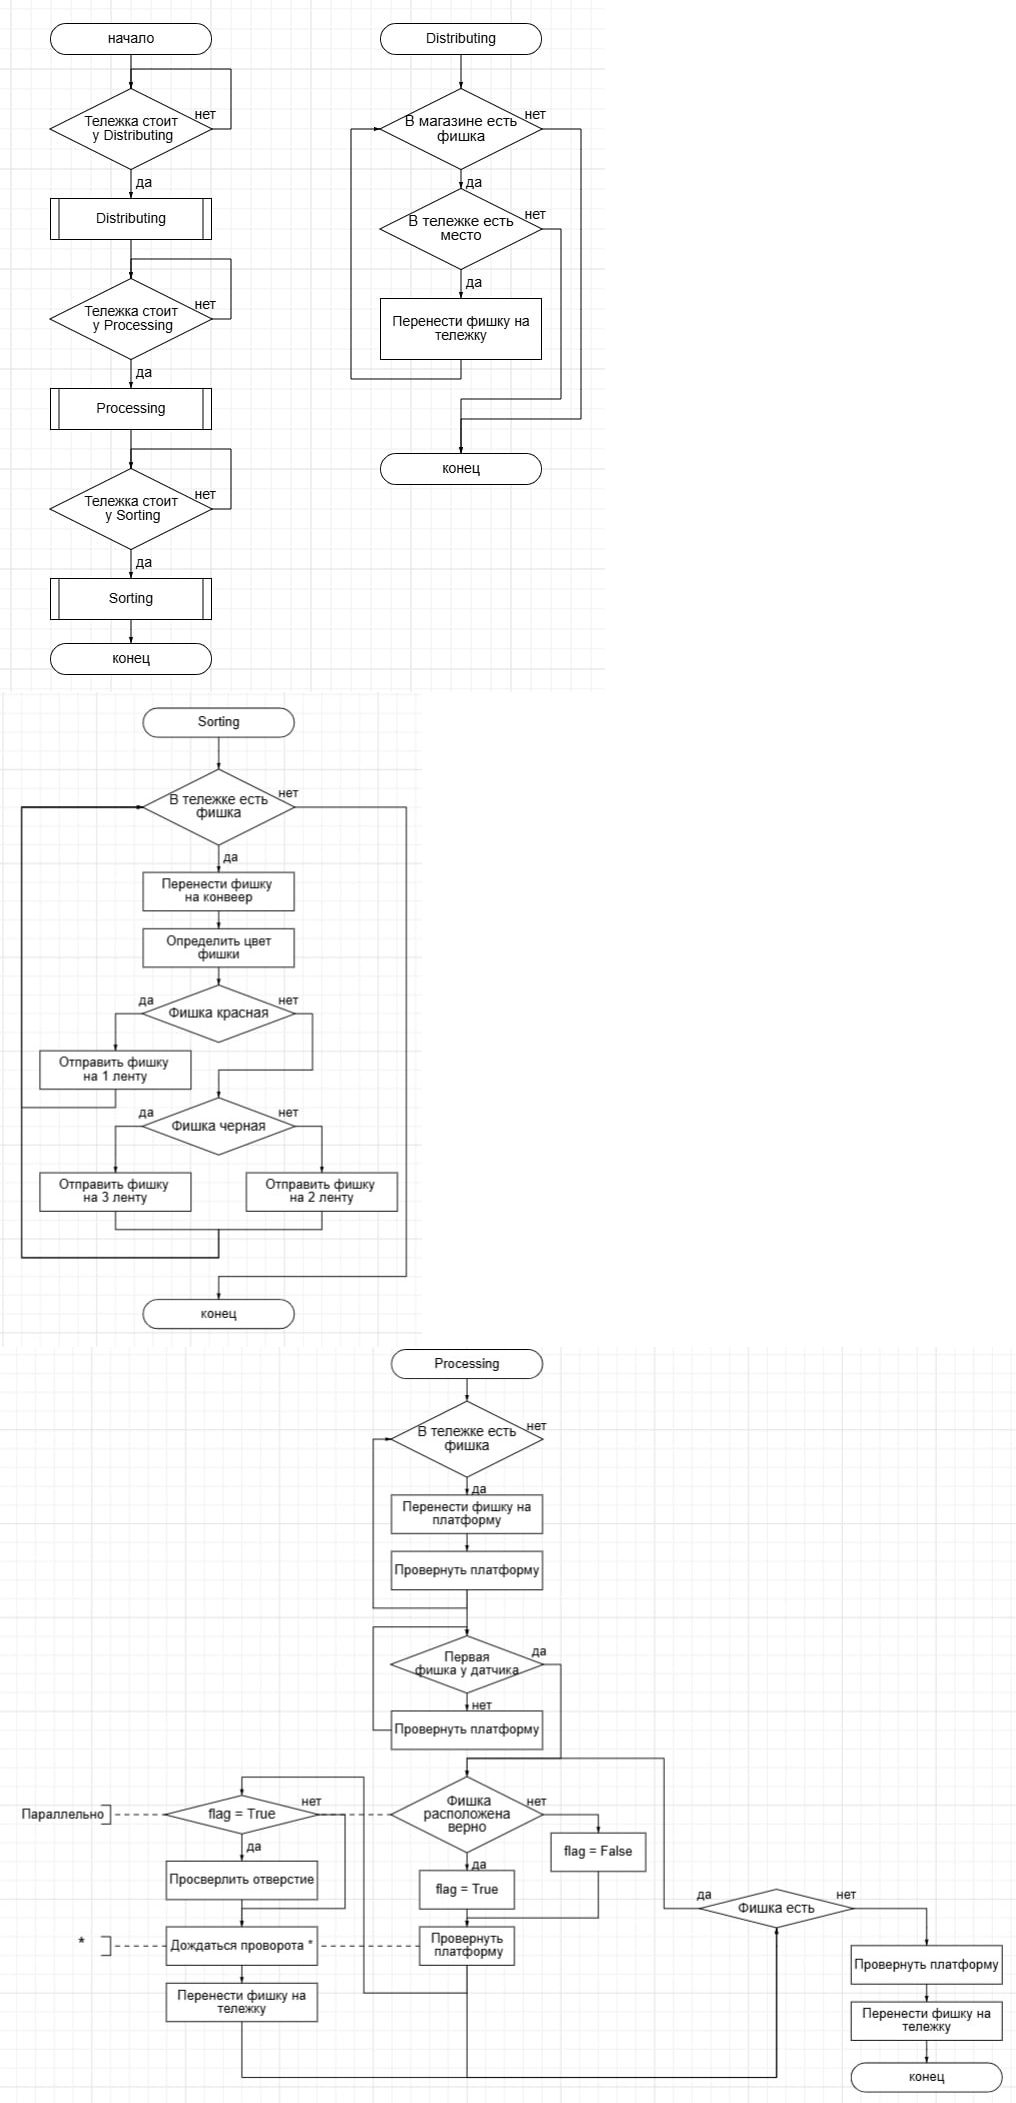 начало
Тележка стоит
у Distributing
нет
да
Distributing
Тележка стоит
у Processing
нет
да
Processing
Тележка стоит
у Sorting
нет
да
Sorting
конец
Distributing
В магазине есть
фишка
нет
да
В тележке есть
место
нет
да
Перенести фишку на
тележку
конец
Sorting
В тележке есть
фишка
нет
да
Перенести фишку
на конвеер
Определить цвет
фишки
да
Фишка красная
нет
Отправить фишку
на 1 ленту
да
Фишка черная
нет
Отправить фишку
на 3 ленту
Отправить фишку
на 2 ленту
конец
Processing
В тележке есть
фишка
нет
да
Перенести фишку на
платформу
Провернуть платформу
Первая
фишка у датчика
да
нет
Провернуть платформу
Параллельно
flag = True
нет
да
Просверлить отверстие
*
Дождаться проворота *
Перенести фишку на
тележку
Фишка
расположена
верно
нет
flag = False
да
flag = True
Провернуть
платформу
да
Фишка есть
нет
Провернуть платформу
Перенести фишку на
тележку
конец